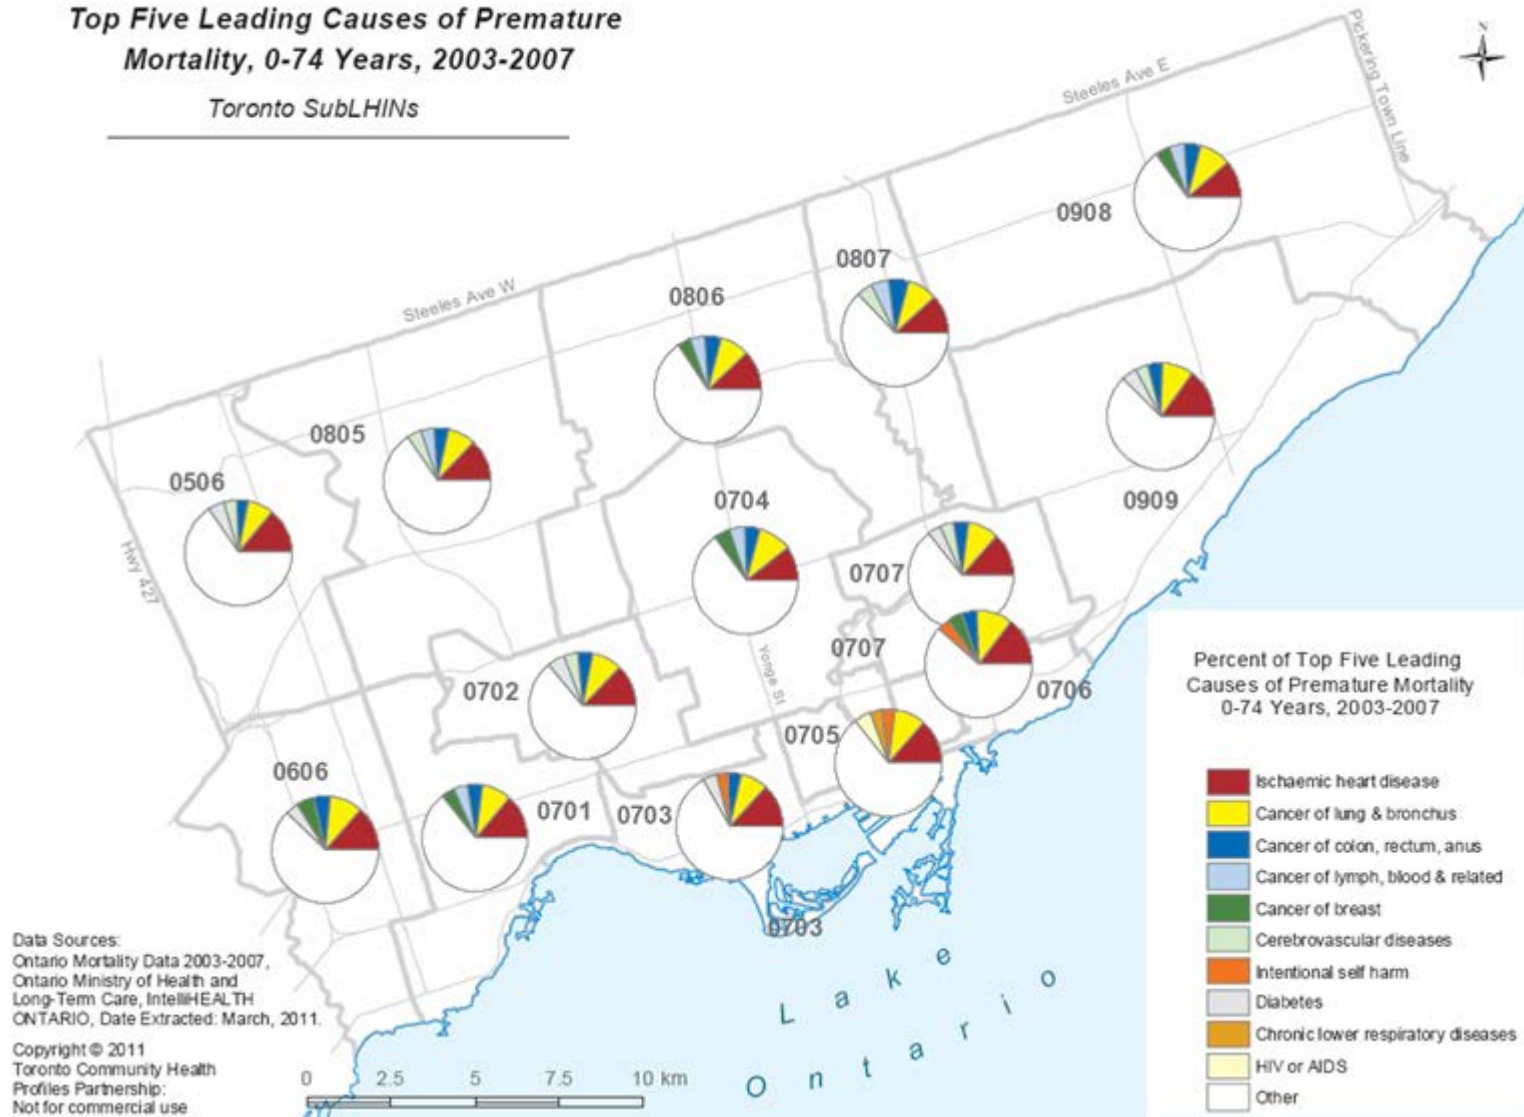 Top Five Leading Causes of Premature
Mortality, 0-74 Years, 2003-2007
Toronto SubLHINs
N
Pickering Town Line
Steeles Ave E
Steeles Ave W
Hwy 427
Yonge St
0908
0807
0806
0805
0506
0704
0909
0707
0707
0702
0706
0705
0606
0701
0703
0703
Lake
Ontario
Percent of Top Five Leading
Causes of Premature Mortality
0-74 Years, 2003-2007
Ischaemic heart disease
Cancer of lung & bronchus
Cancer of colon, rectum, anus
Cancer of lymph, blood & related
Cancer of breast
Cerebrovascular diseases
Intentional self harm
Diabetes
Chronic lower respiratory diseases
HIV or AIDS
Other
Data Sources:
Ontario Mortality Data 2003-2007,
Ontario Ministry of Health and
Long-Term Care, IntelliHEALTH
ONTARIO, Date Extracted: March, 2011.
Copyright © 2011
Toronto Community Health
Profiles Partnership:
Not for commercial use
0 2.5 5 7.5 10 km